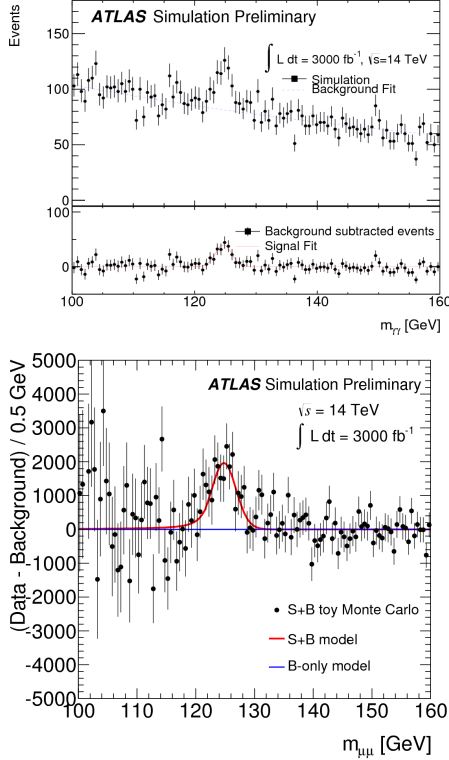 Events
ATLAS Simulation Preliminary
∫ L dt = 3000 fb⁻¹, √s=14 TeV
Simulation
Background Fit
150
100
50
0
100
Background subtracted events
Signal Fit
0
100 120 140 160
mγγ [GeV]
(Data - Background) / 0.5 GeV
5000
ATLAS Simulation Preliminary
4000
√s = 14 TeV
3000
∫ L dt = 3000 fb⁻¹
2000
1000
0
-1000
-2000
S+B toy Monte Carlo
-3000
S+B model
-4000
B-only model
-5000
100 110 120 130 140 150 160
mμμ [GeV]